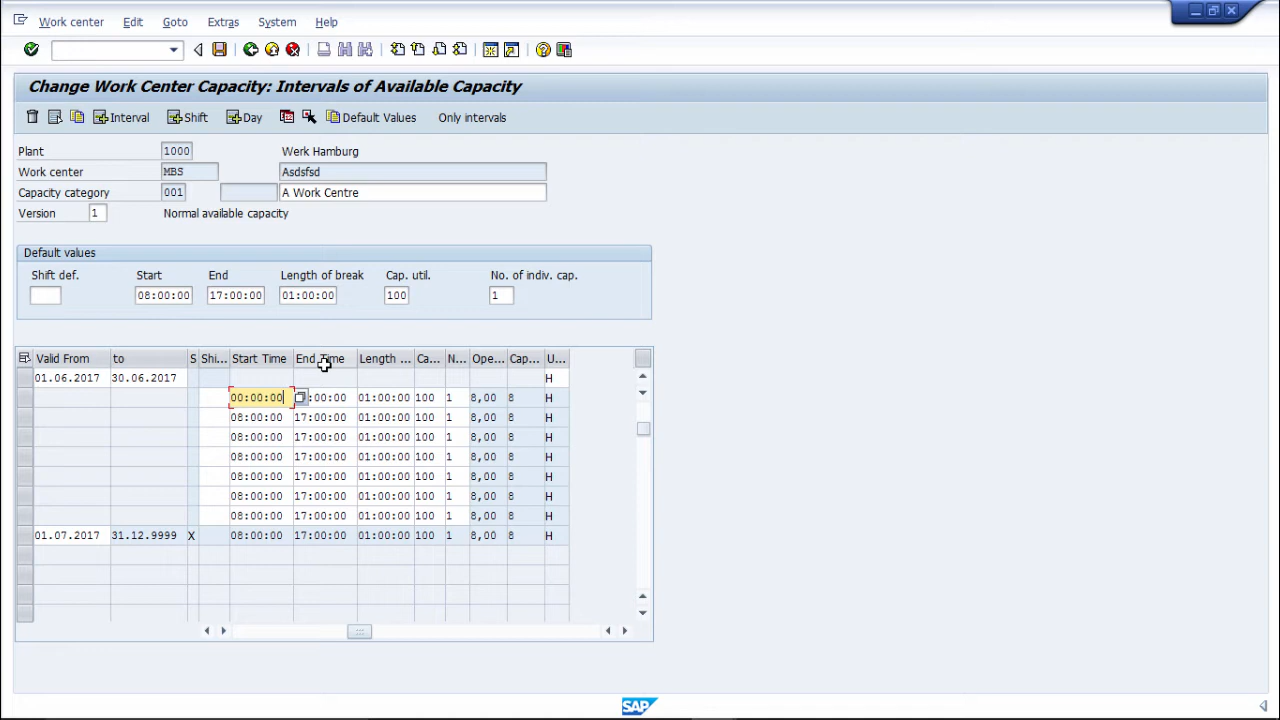 Work center Edit Goto Extras System Help
Change Work Center Capacity: Intervals of Available Capacity
Interval Shift Day Default Values Only intervals
Plant 1000 Werk Hamburg
Work center MBS Asdsfsd
Capacity category 001 A Work Centre
Version 1 Normal available capacity
Default values
Shift def. Start End Length of break Cap. util. No. of indiv. cap.
08:00:00 17:00:00 01:00:00 100 1
Valid From to S Shi... Start Time End Time Length ... Ca... N... Ope... Cap... U...
01.06.2017 30.06.2017 H
00:00:00 :00:00 01:00:00 100 1 8,00 8 H
08:00:00 17:00:00 01:00:00 100 1 8,00 8 H
08:00:00 17:00:00 01:00:00 100 1 8,00 8 H
08:00:00 17:00:00 01:00:00 100 1 8,00 8 H
08:00:00 17:00:00 01:00:00 100 1 8,00 8 H
08:00:00 17:00:00 01:00:00 100 1 8,00 8 H
08:00:00 17:00:00 01:00:00 100 1 8,00 8 H
01.07.2017 31.12.9999 X 08:00:00 17:00:00 01:00:00 100 1 8,00 8 H
SAP